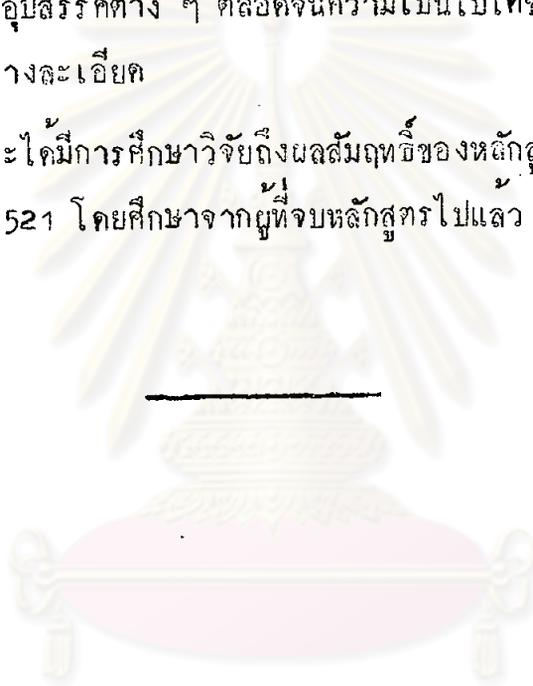 อุปสรรคต่าง ๆ ตลอดจนความเป็นไปได้
างละเอียด
ะได้มีการศึกษาวิจัยถึงผลสัมฤทธิ์ของหลักสู
521 โดยศึกษาจากผู้ที่จบหลักสูตรไปแล้ว